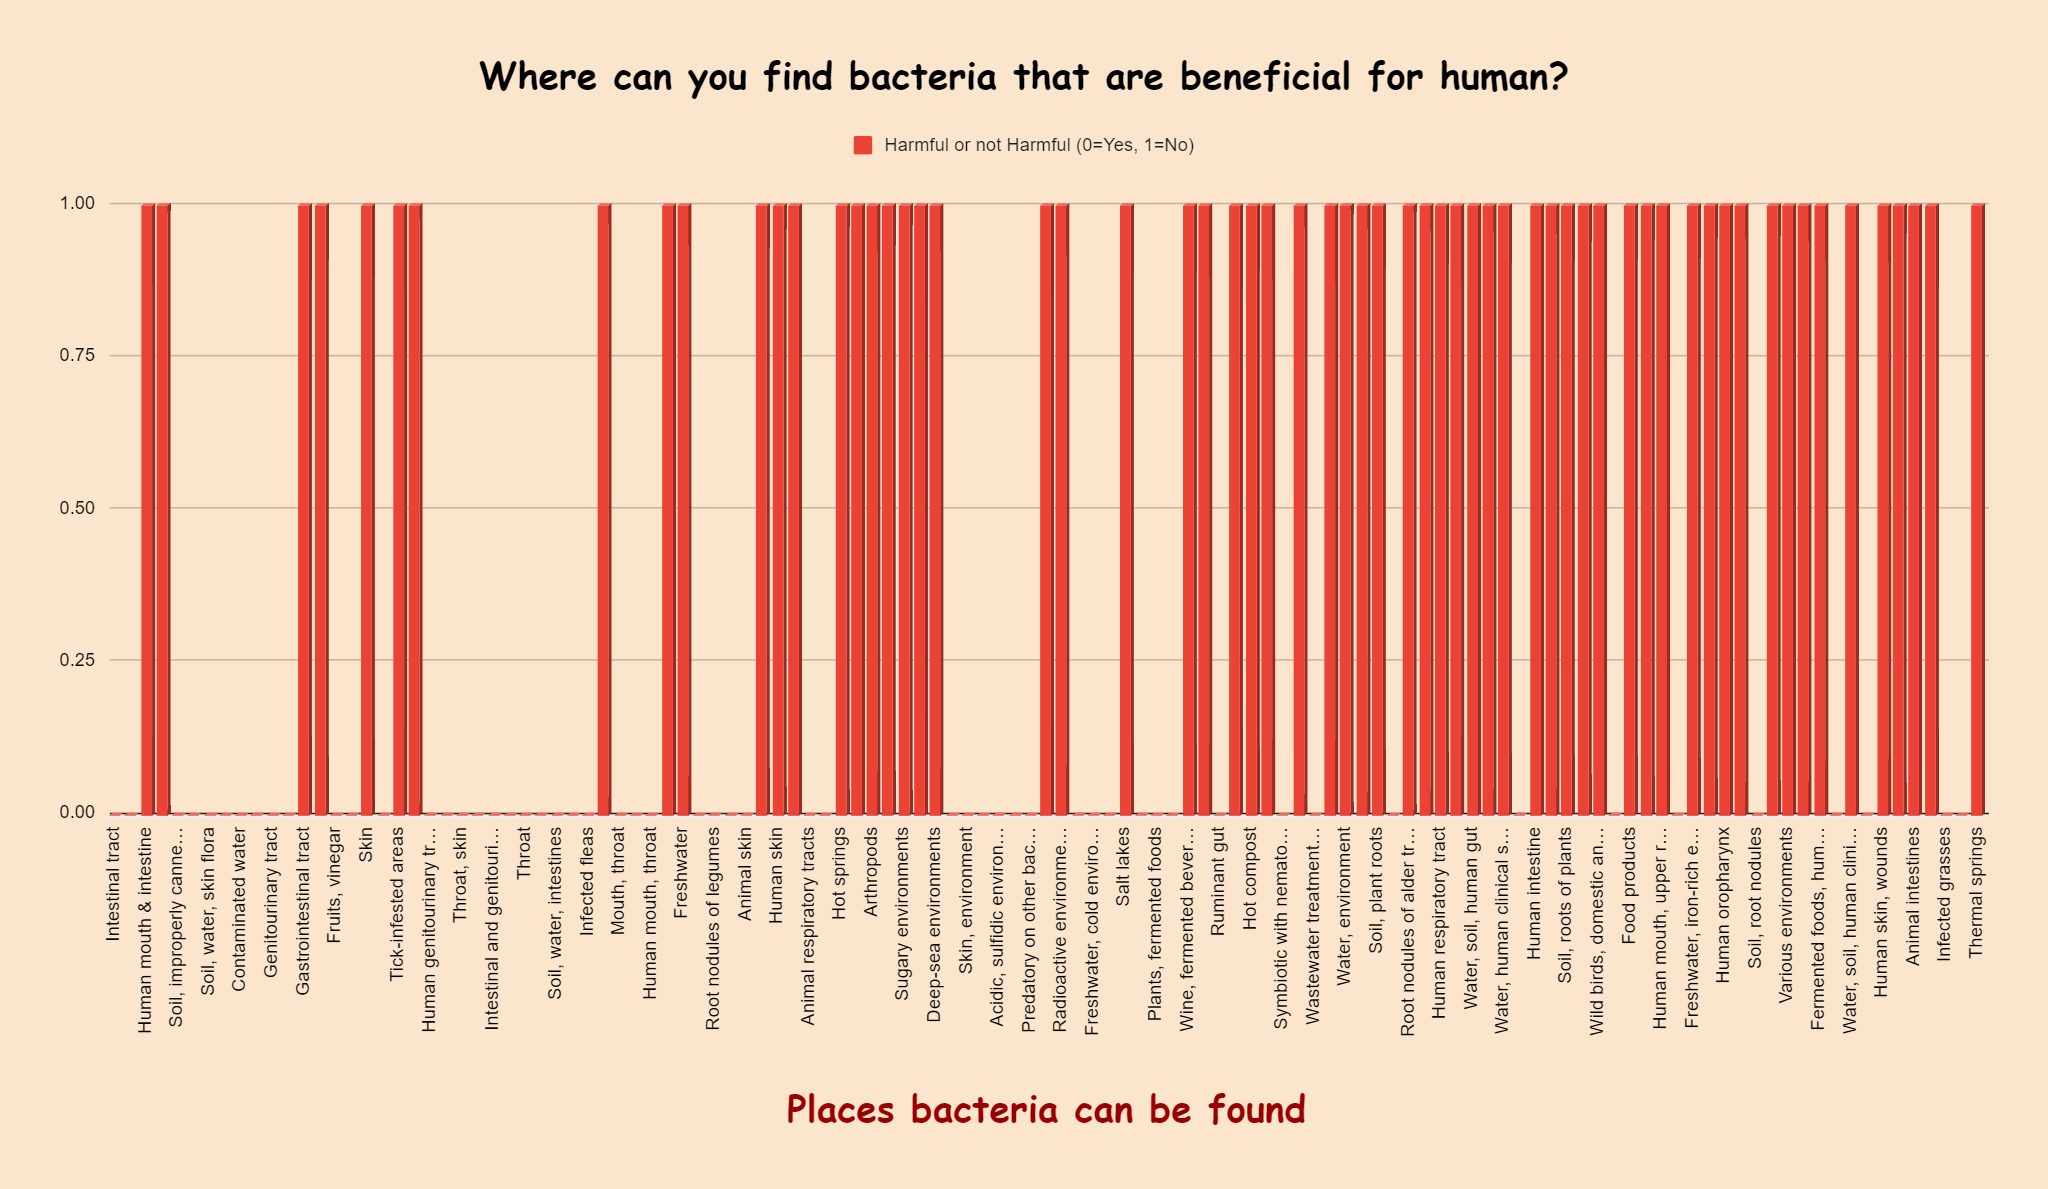 Where can you find bacteria that are beneficial for human?
Harmful or not Harmful (0=Yes, 1=No)
1.00
0.75
0.50
0.25
0.00
Intestinal tract
Human mouth & intestine
Soil, improperly canne…
Soil, water, skin flora
Contaminated water
Genitourinary tract
Gastrointestinal tract
Fruits, vinegar
Skin
Tick-infested areas
Human genitourinary tr…
Throat, skin
Intestinal and genitouri…
Throat
Soil, water, intestines
Infected fleas
Mouth, throat
Human mouth, throat
Freshwater
Root nodules of legumes
Animal skin
Human skin
Animal respiratory tracts
Hot springs
Arthropods
Sugary environments
Deep-sea environments
Skin, environment
Acidic, sulfidic environ…
Predatory on other bac…
Radioactive environme…
Freshwater, cold enviro…
Salt lakes
Plants, fermented foods
Wine, fermented bever…
Ruminant gut
Hot compost
Symbiotic with nemato…
Wastewater treatment…
Water, environment
Soil, plant roots
Root nodules of alder tr…
Human respiratory tract
Water, soil, human gut
Water, human clinical s…
Human intestine
Soil, roots of plants
Wild birds, domestic an…
Food products
Human mouth, upper r…
Freshwater, iron-rich e…
Human oropharynx
Soil, root nodules
Various environments
Fermented foods, hum…
Water, soil, human clini…
Human skin, wounds
Animal intestines
Infected grasses
Thermal springs
Places bacteria can be found